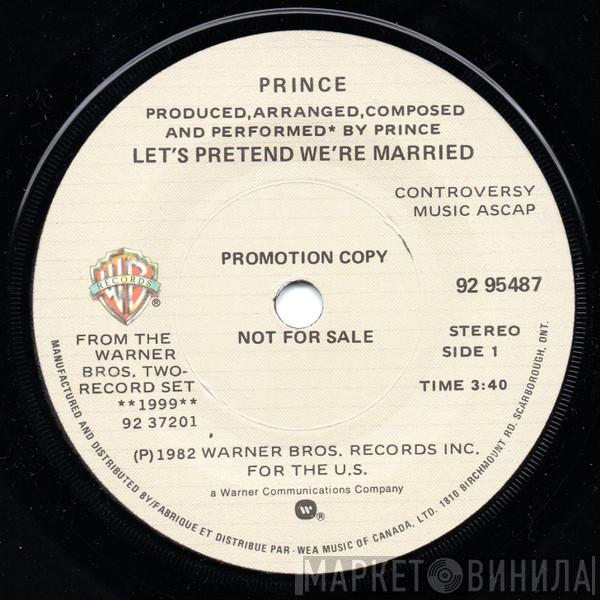 PRINCE
PRODUCED,ARRANGED,COMPOSED
AND PERFORMED* BY PRINCE
LET'S PRETEND WE'RE MARRIED
CONTROVERSY
MUSIC ASCAP
PROMOTION COPY
W B
RECORDS
®
92 95487
NOT FOR SALE
STEREO
SIDE 1
TIME 3:40
FROM THE
WARNER
BROS. TWO-
RECORD SET
**1999**
92 37201
(P)1982 WARNER BROS. RECORDS INC.
FOR THE U.S.
a Warner Communications Company
®
MANUFACTURED AND DISTRIBUTED BY/FABRIQUE ET DISTRIBUE PAR - WEA MUSIC OF CANADA, LTD. 1810 BIRCHMOUNT RD. SCARBOROUGH, ONT.
МАРКЕТ ВИНИЛА